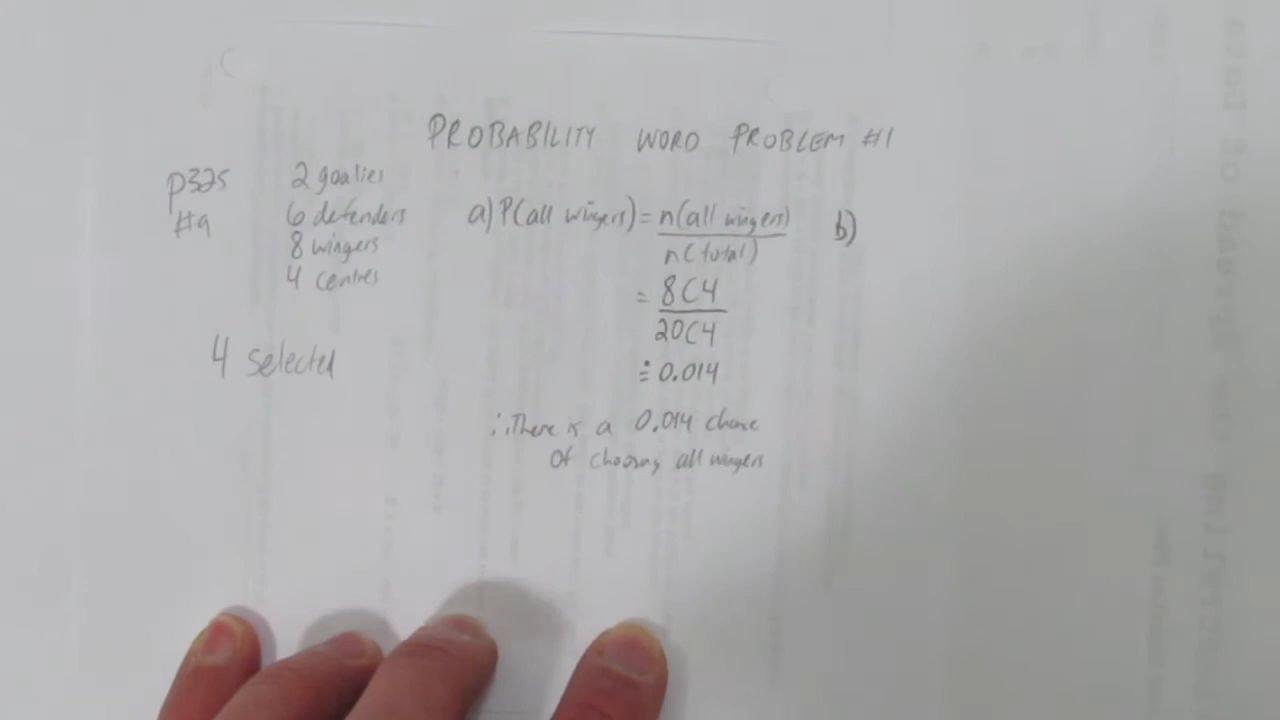 PROBABILITY WORD PROBLEM #1
p325
#9
2 goalies
6 defenders
8 wingers
4 centres
4 selected
a) P(all wingers) = n(all wingers)
n(total)
= 8C4
20C4
≐ 0.014
∴ There is a 0.014 chance
of choosing all wingers
b)